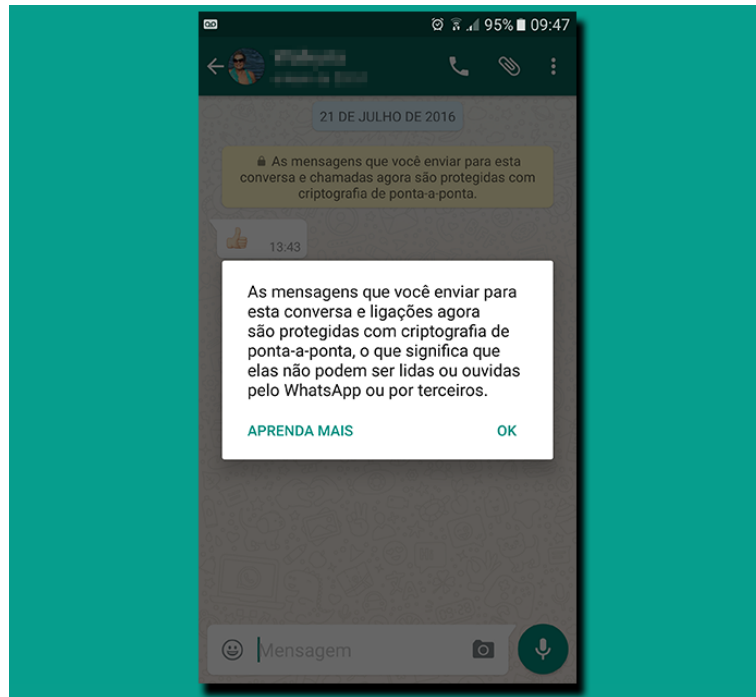 95% 09:47
21 DE JULHO DE 2016
As mensagens que você enviar para esta
conversa e chamadas agora são protegidas com
criptografia de ponta-a-ponta.
13:43
As mensagens que você enviar para
esta conversa e ligações agora
são protegidas com criptografia de
ponta-a-ponta, o que significa que
elas não podem ser lidas ou ouvidas
pelo WhatsApp ou por terceiros.
APRENDA MAIS OK
Mensagem